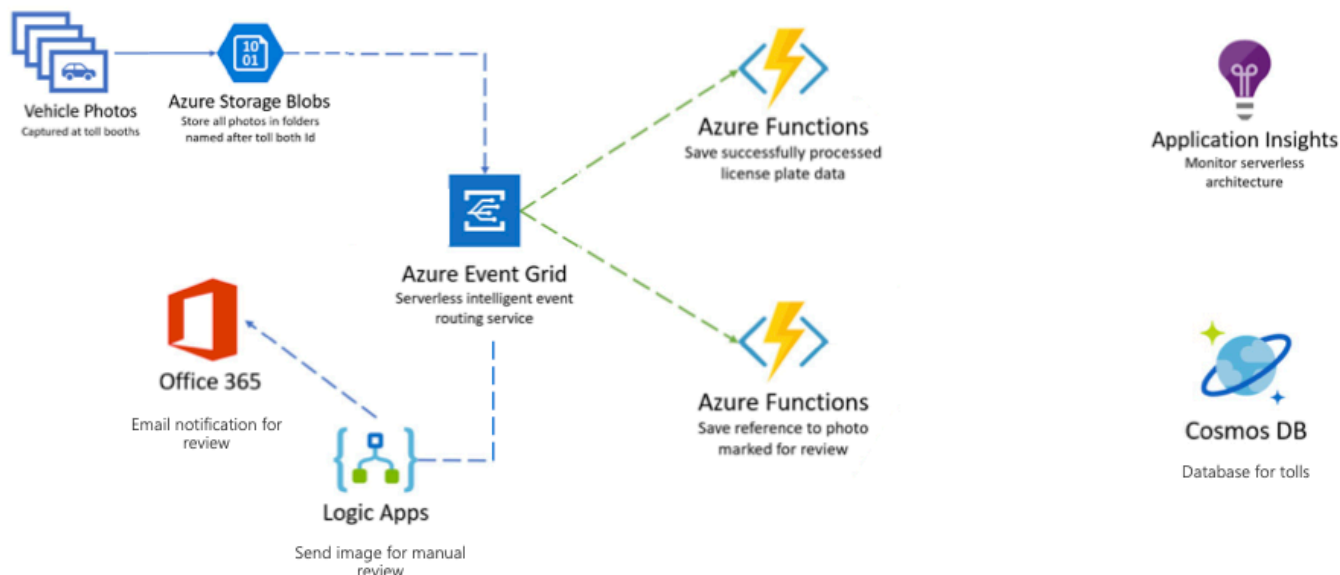 10
01
Vehicle Photos
Captured at toll booths
Azure Storage Blobs
Store all photos in folders
named after toll both Id
Azure Functions
Save successfully processed
license plate data
Application Insights
Monitor serverless
architecture
Azure Event Grid
Serverless intelligent event
routing service
Office 365
Email notification for
review
Azure Functions
Save reference to photo
marked for review
Cosmos DB
Database for tolls
Logic Apps
Send image for manual
review